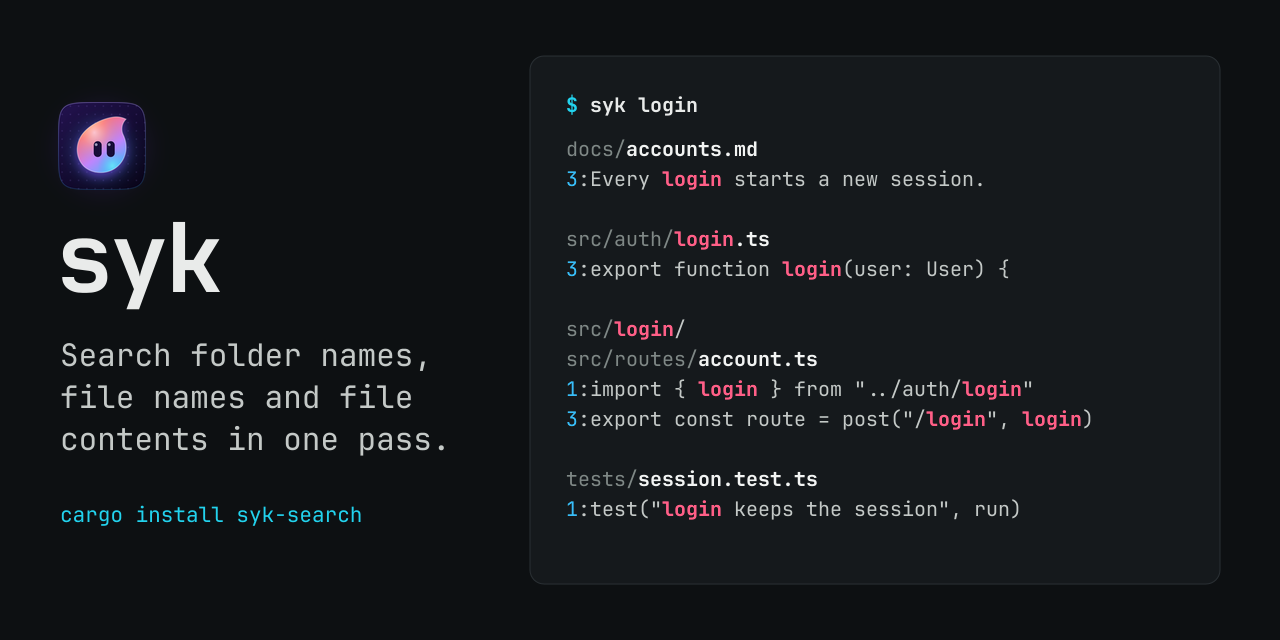 syk
Search folder names,
file names and file
contents in one pass.
cargo install syk-search
$ syk login
docs/accounts.md
3:Every login starts a new session.
src/auth/login.ts
3:export function login(user: User) {
src/login/
src/routes/account.ts
1:import { login } from "../auth/login"
3:export const route = post("/login", login)
tests/session.test.ts
1:test("login keeps the session", run)